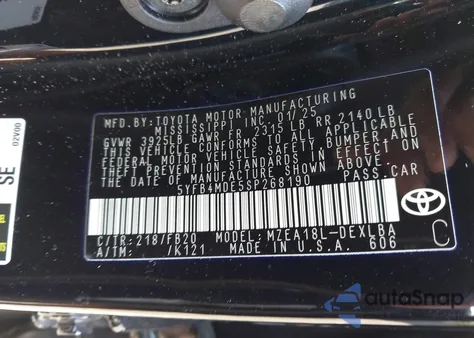 MFD. BY: TOYOTA MOTOR MANUFACTURING
MISSISSIPPI, INC. 01/25
GVWR 3925LB GAWR FR 2315 LB RR 2140 LB
THIS VEHICLE CONFORMS TO ALL APPLICABLE
FEDERAL MOTOR VEHICLE SAFETY, BUMPER, AND
THEFT PREVENTION STANDARDS IN EFFECT ON
THE DATE OF MANUFACTURE SHOWN ABOVE.
5YFB4MDE5SP268190 PASS.CAR
C/TR: 218/FB20 MODEL: MZEA18L-DEXLBA
A/TM: /K121 MADE IN U.S.A. 606
TOYOTA
C
02V00
SE
autoSnap